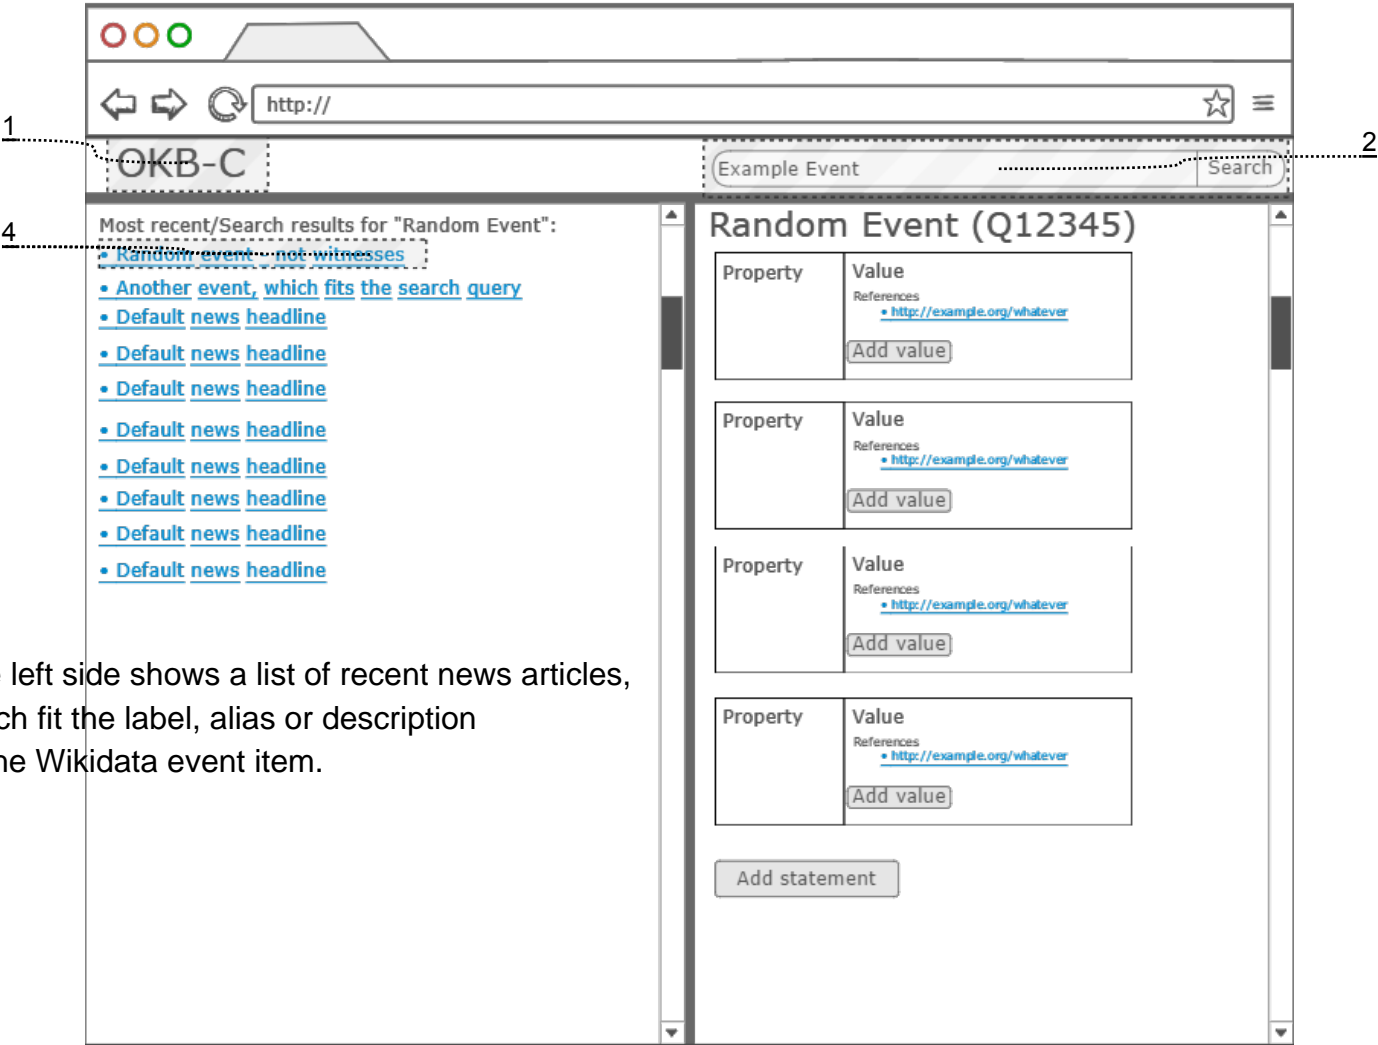 http://
1
OKB-C
2
Example Event Search
4
Most recent/Search results for "Random Event":
• Random event - not witnesses
• Another event, which fits the search query
• Default news headline
• Default news headline
• Default news headline
• Default news headline
• Default news headline
• Default news headline
• Default news headline
• Default news headline
left side shows a list of recent news articles,
ch fit the label, alias or description
ne Wikidata event item.
Random Event (Q12345)
Property Value
References
• http://example.org/whatever
Add value
Property Value
References
• http://example.org/whatever
Add value
Property Value
References
• http://example.org/whatever
Add value
Property Value
References
• http://example.org/whatever
Add value
Add statement